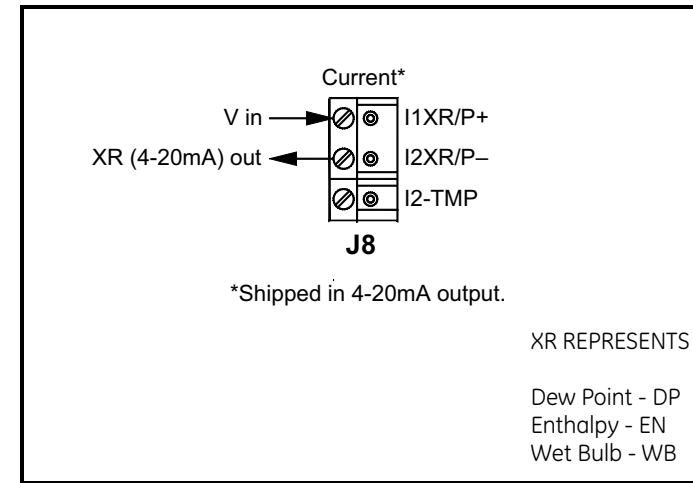 Current*
V in
I1XR/P+
XR (4-20mA) out
I2XR/P–
I2-TMP
J8
*Shipped in 4-20mA output.
XR REPRESENTS
Dew Point - DP
Enthalpy - EN
Wet Bulb - WB